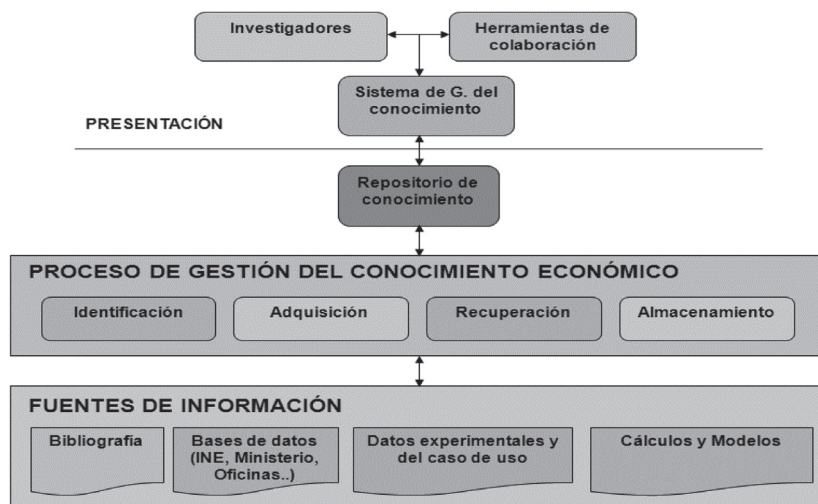 Investigadores
Herramientas de
colaboración
Sistema de G. del
conocimiento
PRESENTACIÓN
Repositorio de
conocimiento
PROCESO DE GESTIÓN DEL CONOCIMIENTO ECONÓMICO
Identificación
Adquisición
Recuperación
Almacenamiento
FUENTES DE INFORMACIÓN
Bibliografía
Bases de datos
(INE, Ministerio,
Oficinas..)
Datos experimentales y
del caso de uso
Cálculos y Modelos